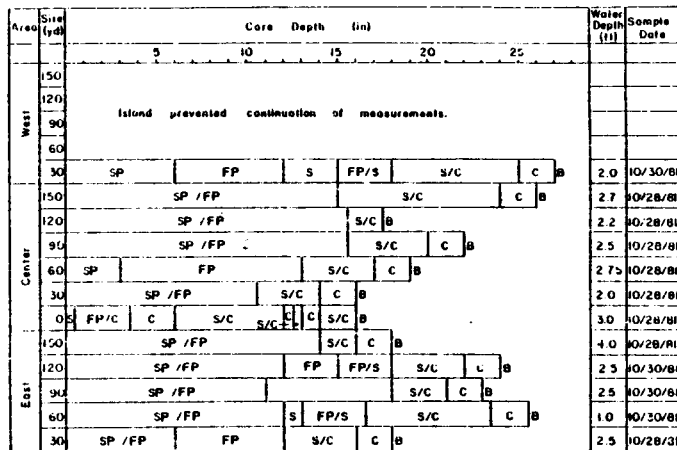 Area Site (yd) Core Depth (in) Water Depth (ft) Sample Date
5 10 15 20 25
West
150
120
90 Island prevented continuation of measurements.
60
30 SP FP S FP/S S/C C B 2.0 10/30/81
Center
150 SP/FP S/C C B 2.7 10/28/81
120 SP/FP S/C B 2.2 10/28/81
90 SP/FP S/C C B 2.5 10/28/81
60 SP FP S/C C B 2.75 10/28/81
30 SP/FP S/C C B 2.0 10/28/81
0 S FP/C C S/C S/C C C S/C B 3.0 10/28/81
East
150 SP/FP S/C C B 4.0 10/28/81
120 SP/FP FP FP/S S/C C B 2.5 10/30/81
90 SP/FP S/C C B 2.5 10/30/81
60 SP/FP S FP/S S/C C B 1.0 10/30/81
30 SP/FP FP S/C C B 2.5